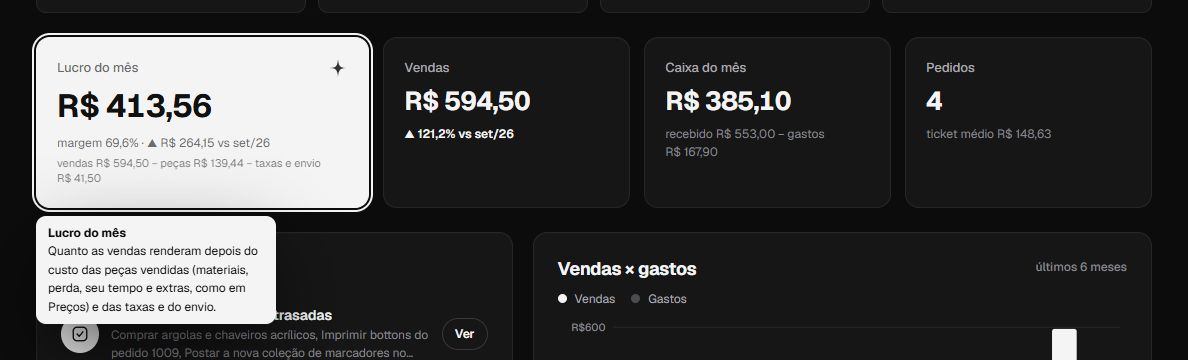 Lucro do mês
R$ 413,56
margem 69,6% · ▲ R$ 264,15 vs set/26
vendas R$ 594,50 – peças R$ 139,44 – taxas e envio
R$ 41,50
Vendas
R$ 594,50
▲ 121,2% vs set/26
Caixa do mês
R$ 385,10
recebido R$ 553,00 – gastos
R$ 167,90
Pedidos
4
ticket médio R$ 148,63
Lucro do mês
Quanto as vendas renderam depois do
custo das peças vendidas (materiais,
perda, seu tempo e extras, como em
Preços) e das taxas e do envio.
trasadas
Comprar argolas e chaveiros acrílicos, Imprimir bottons do
pedido 1009, Postar a nova coleção de marcadores no...
Ver
Vendas × gastos
últimos 6 meses
Vendas
Gastos
R$600